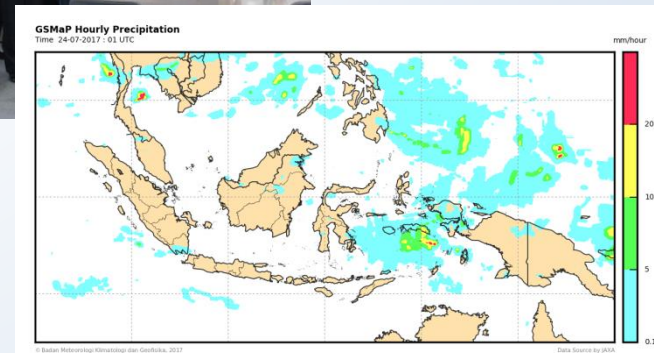 GSMaP Hourly Precipitation
Time 24-07-2017 : 01 UTC
mm/hour
20
10
5
0.1
© Badan Meteorologi Klimatologi dan Geofisika, 2017
Data Source by JAXA